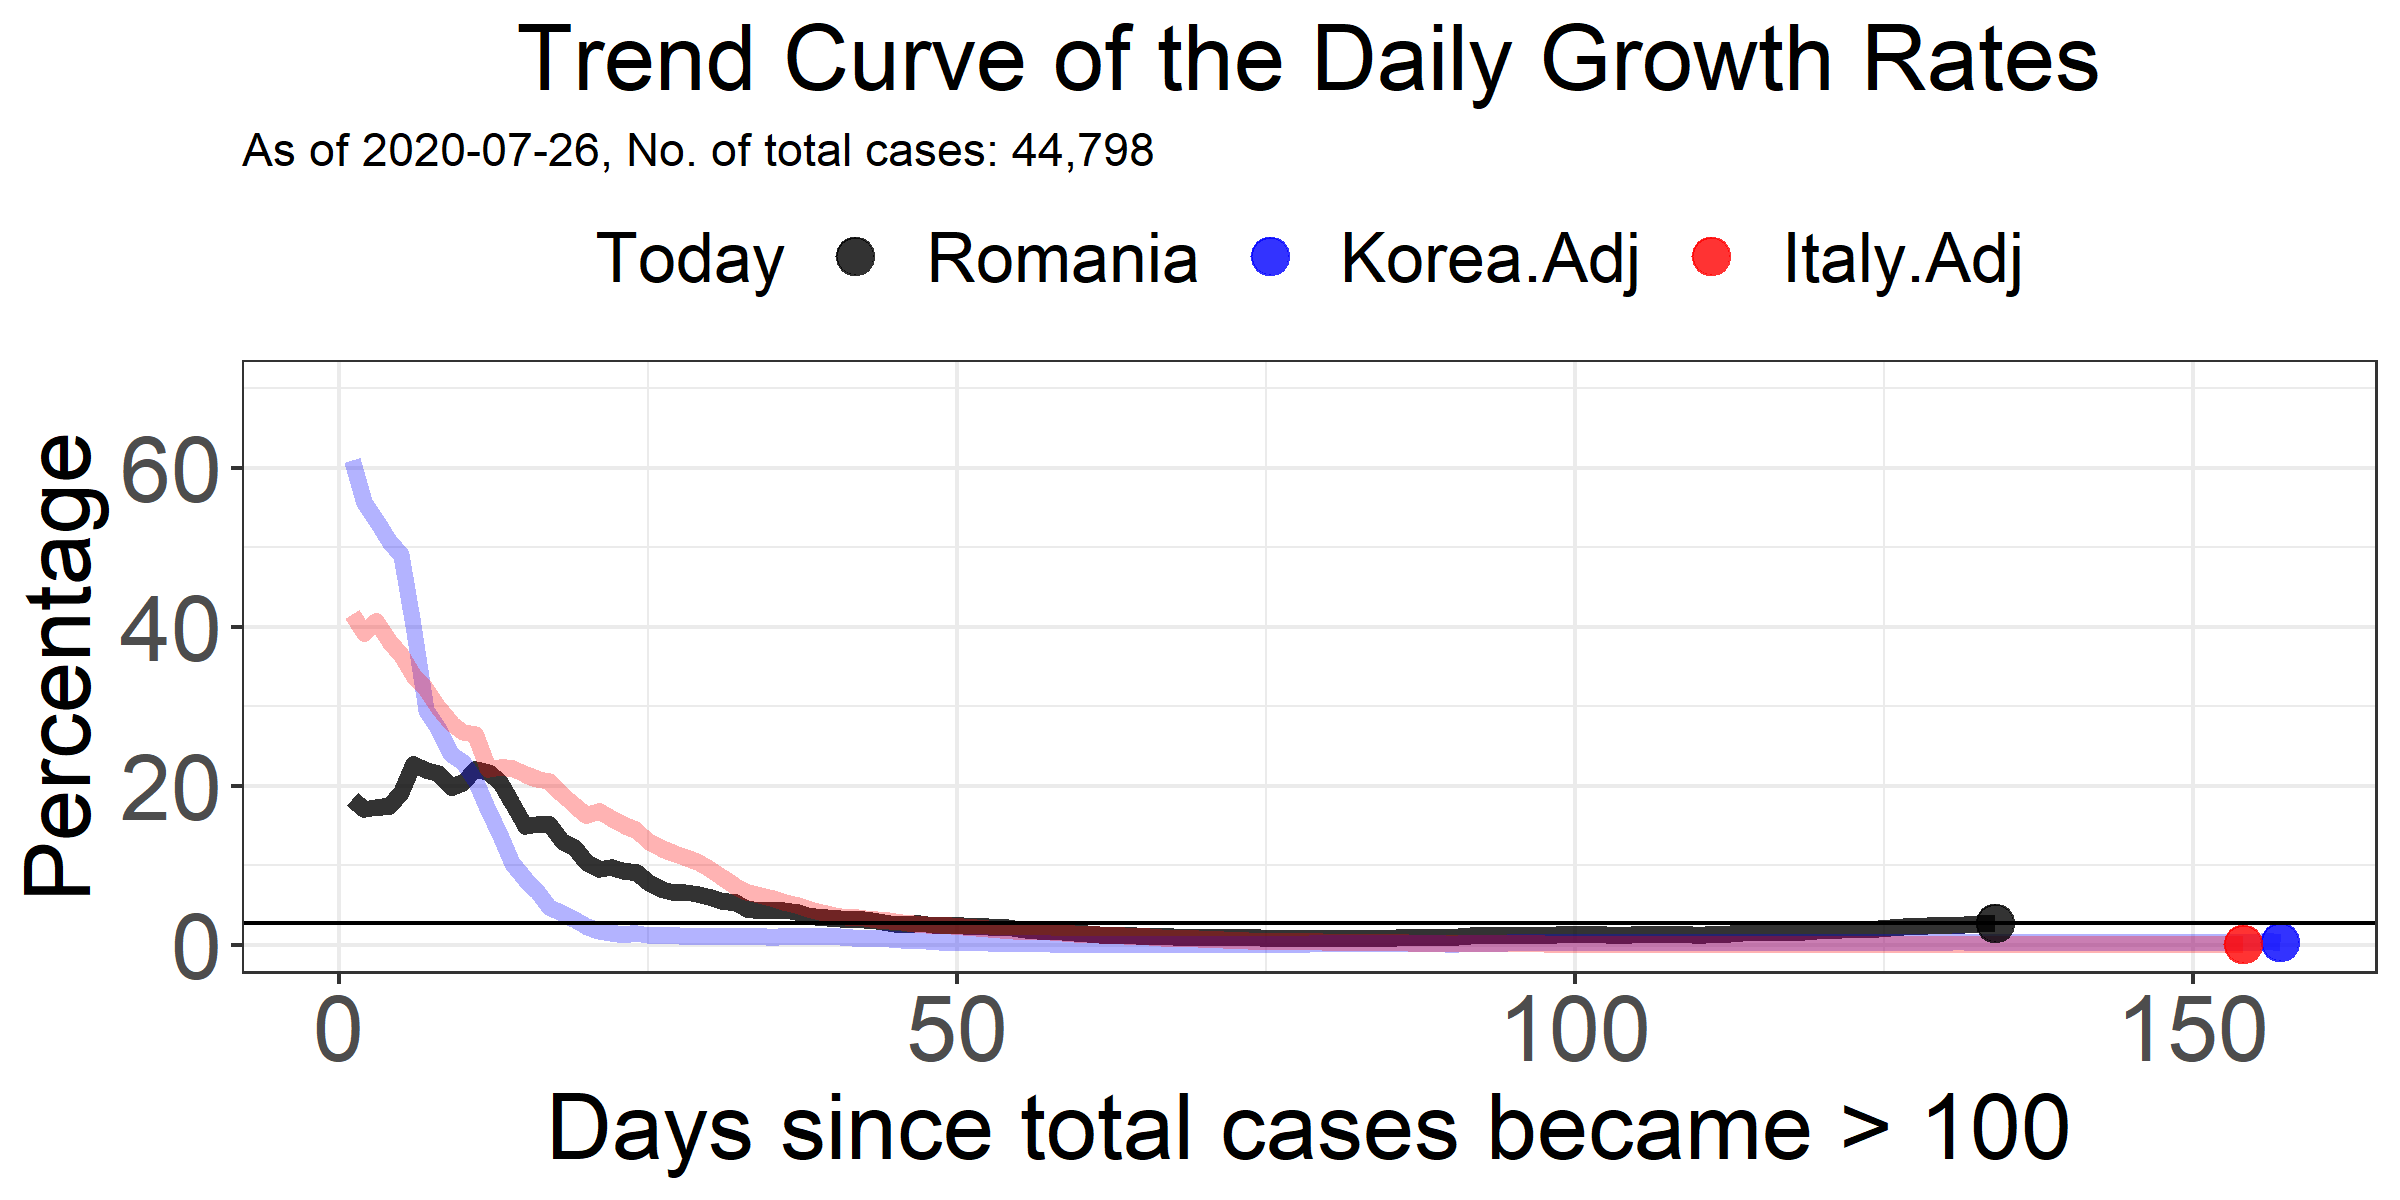 Trend Curve of the Daily Growth Rates
As of 2020-07-26, No. of total cases: 44,798
Today Romania Korea.Adj Italy.Adj
Percentage
60
40
20
0
0 50 100 150
Days since total cases became > 100